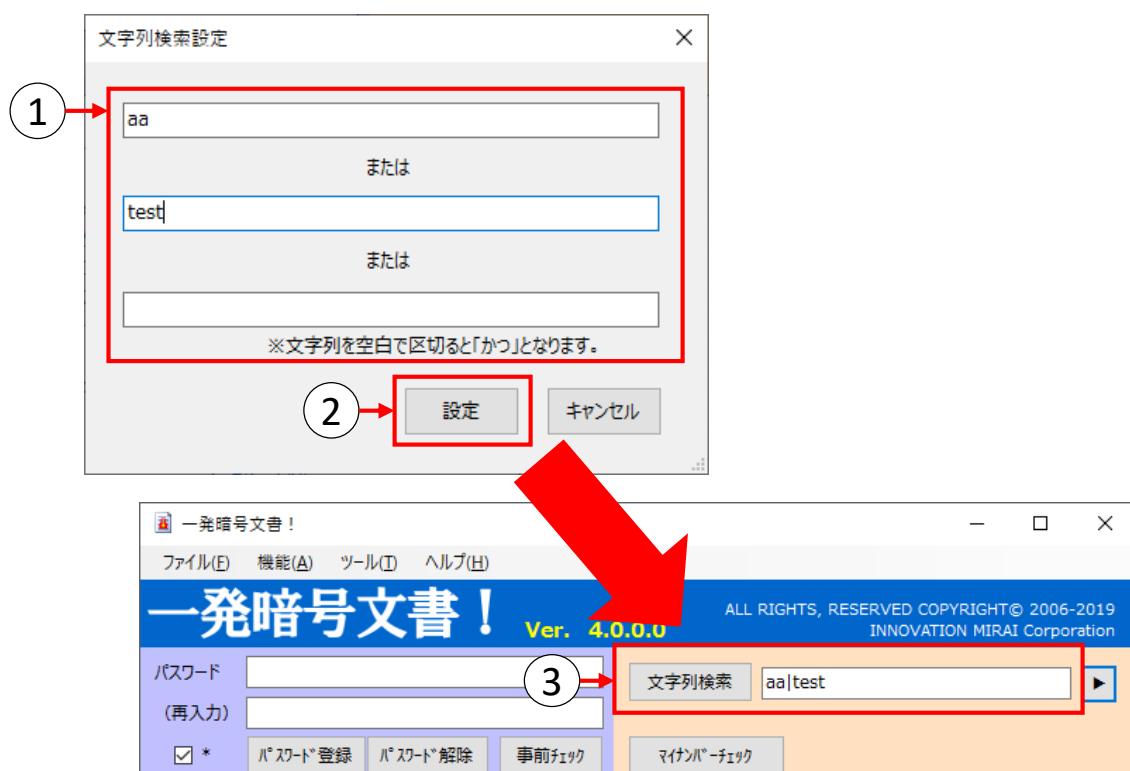 文字列検索設定
1
aa
または
test
または
※文字列を空白で区切ると「かつ」となります。
2
設定
キャンセル
一発暗号文書!
ファイル(F) 機能(A) ツール(T) ヘルプ(H)
一発暗号文書!
Ver. 4.0.0.0
ALL RIGHTS, RESERVED COPYRIGHT© 2006-2019
INNOVATION MIRAI Corporation
パスワード
3
文字列検索
aa|test
(再入力)
*
パスワード登録
パスワード解除
事前チェック
マイナンバーチェック